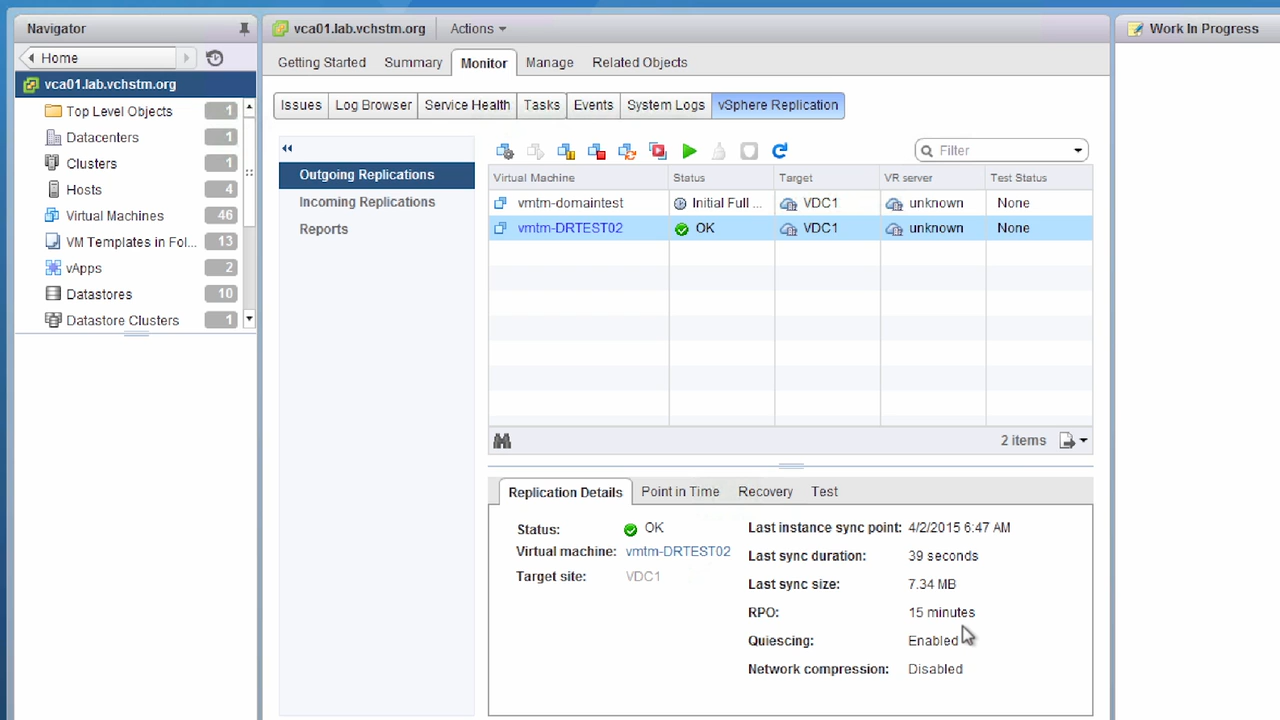 Navigator
Home
vca01.lab.vchstm.org
Top Level Objects 1
Datacenters 1
Clusters 1
Hosts 4
Virtual Machines 46
VM Templates in Fol... 13
vApps 2
Datastores 10
Datastore Clusters 1
vca01.lab.vchstm.org Actions
Getting Started Summary Monitor Manage Related Objects
Issues Log Browser Service Health Tasks Events System Logs vSphere Replication
Outgoing Replications
Incoming Replications
Reports
Filter
Virtual Machine Status Target VR server Test Status
vmtm-domaintest Initial Full ... VDC1 unknown None
vmtm-DRTEST02 OK VDC1 unknown None
2 items
Replication Details Point in Time Recovery Test
Status: OK
Virtual machine: vmtm-DRTEST02
Target site: VDC1
Last instance sync point: 4/2/2015 6:47 AM
Last sync duration: 39 seconds
Last sync size: 7.34 MB
RPO: 15 minutes
Quiescing: Enabled
Network compression: Disabled
Work In Progress